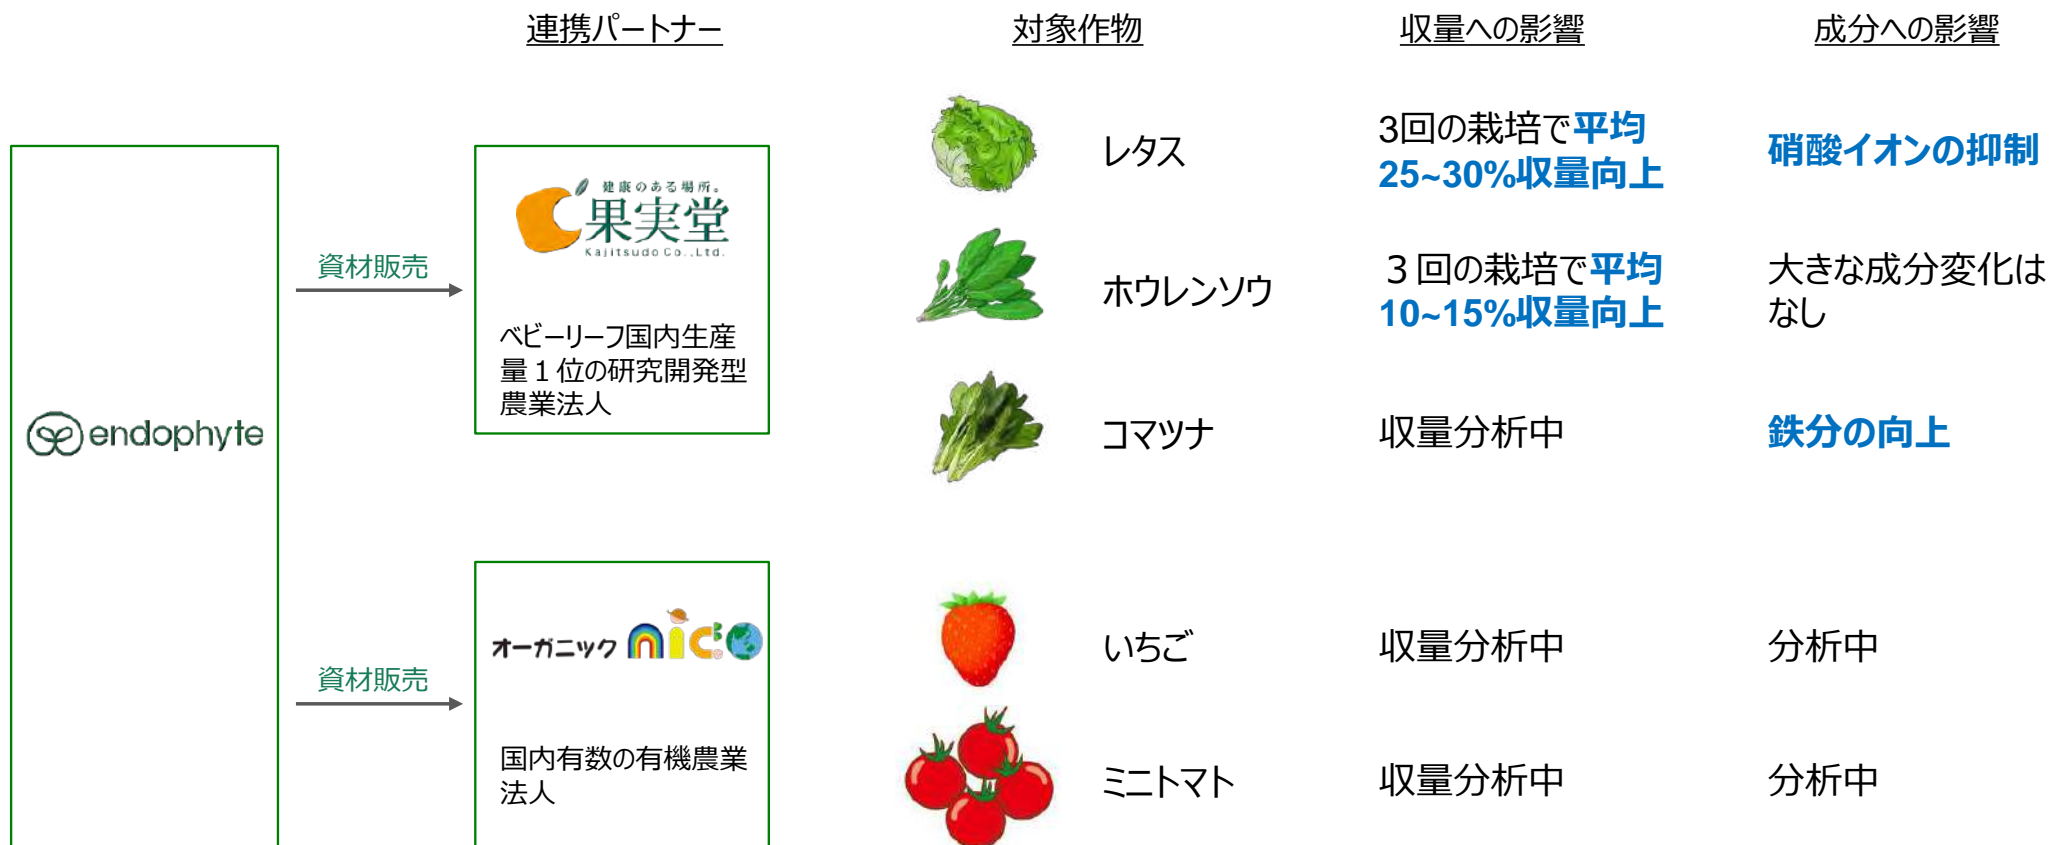 連携パートナー
対象作物
収量への影響
成分への影響
endophyte
資材販売
健康のある場所。
果実堂
Kajitsudo Co.,Ltd.
ベビーリーフ国内生産
量１位の研究開発型
農業法人
レタス
3回の栽培で平均
25~30%収量向上
硝酸イオンの抑制
ホウレンソウ
３回の栽培で平均
10~15%収量向上
大きな成分変化は
なし
コマツナ
収量分析中
鉄分の向上
資材販売
オーガニック nico
国内有数の有機農業
法人
いちご
収量分析中
分析中
ミニトマト
収量分析中
分析中